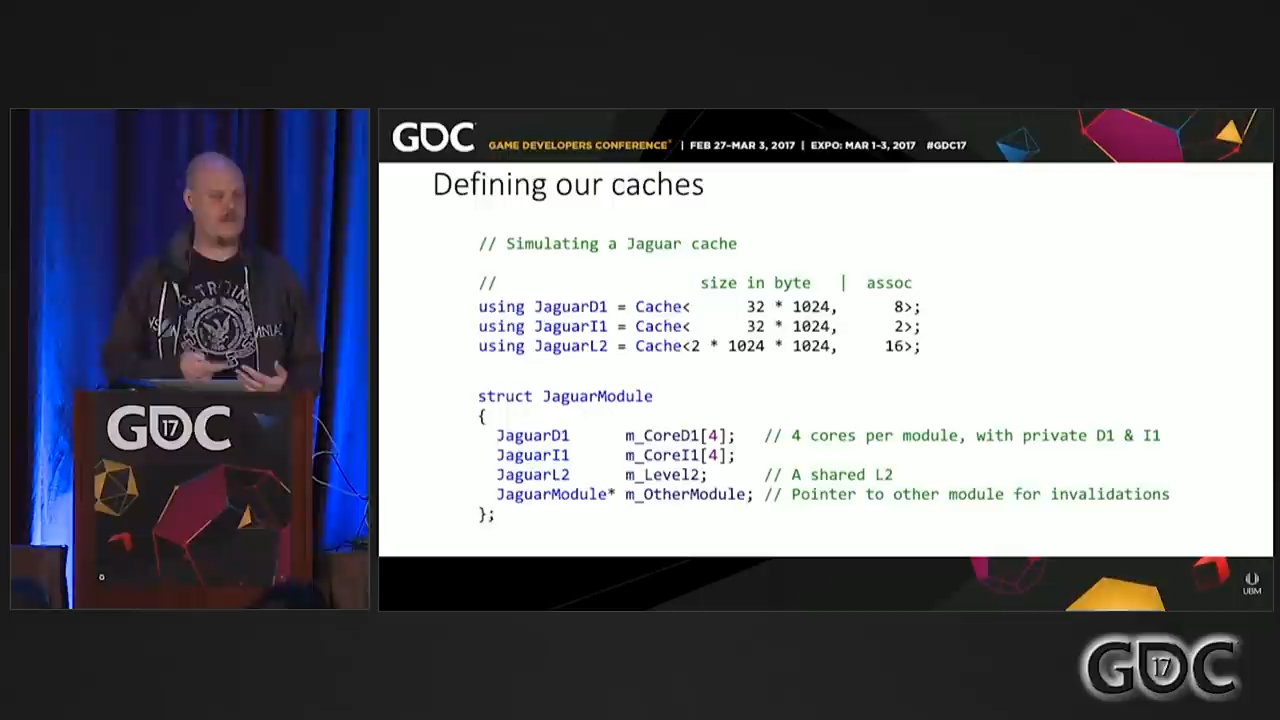 GDC GAME DEVELOPERS CONFERENCE | FEB 27–MAR 3, 2017 | EXPO: MAR 1–3, 2017 #GDC17
Defining our caches
// Simulating a Jaguar cache
// size in byte | assoc
using JaguarD1 = Cache< 32 * 1024, 8>;
using JaguarI1 = Cache< 32 * 1024, 2>;
using JaguarL2 = Cache<2 * 1024 * 1024, 16>;
struct JaguarModule
{
JaguarD1 m_CoreD1[4]; // 4 cores per module, with private D1 & I1
JaguarI1 m_CoreI1[4];
JaguarL2 m_Level2; // A shared L2
JaguarModule* m_OtherModule; // Pointer to other module for invalidations
};
UBM
GDC 17
GDC 17